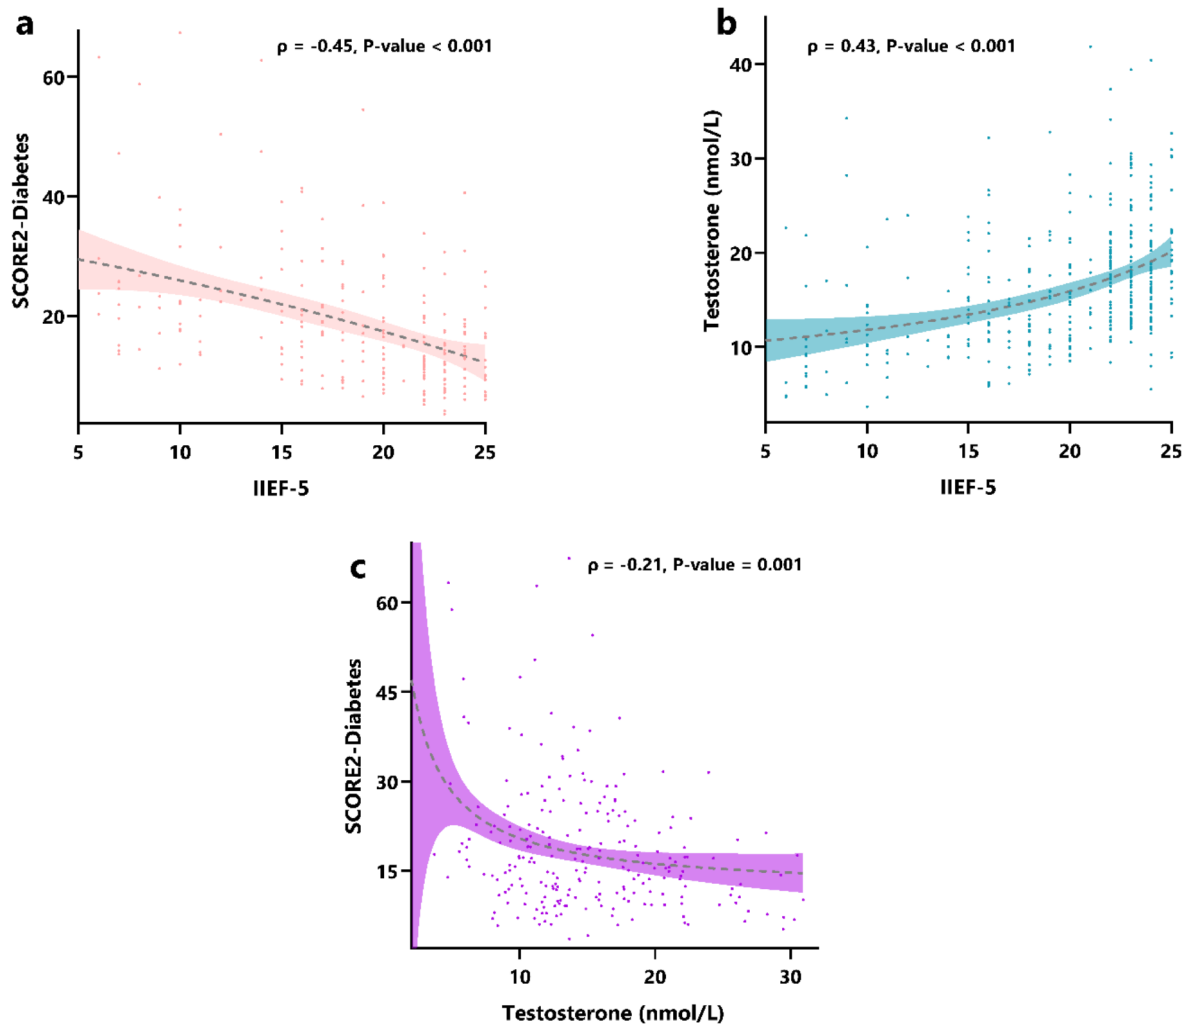 a
ρ = -0.45, P-value < 0.001
SCORE2-Diabetes
60
40
20
5 10 15 20 25
IIEF-5
b
ρ = 0.43, P-value < 0.001
Testosterone (nmol/L)
40
30
20
10
5 10 15 20 25
IIEF-5
c
ρ = -0.21, P-value = 0.001
SCORE2-Diabetes
60
45
30
15
10 20 30
Testosterone (nmol/L)